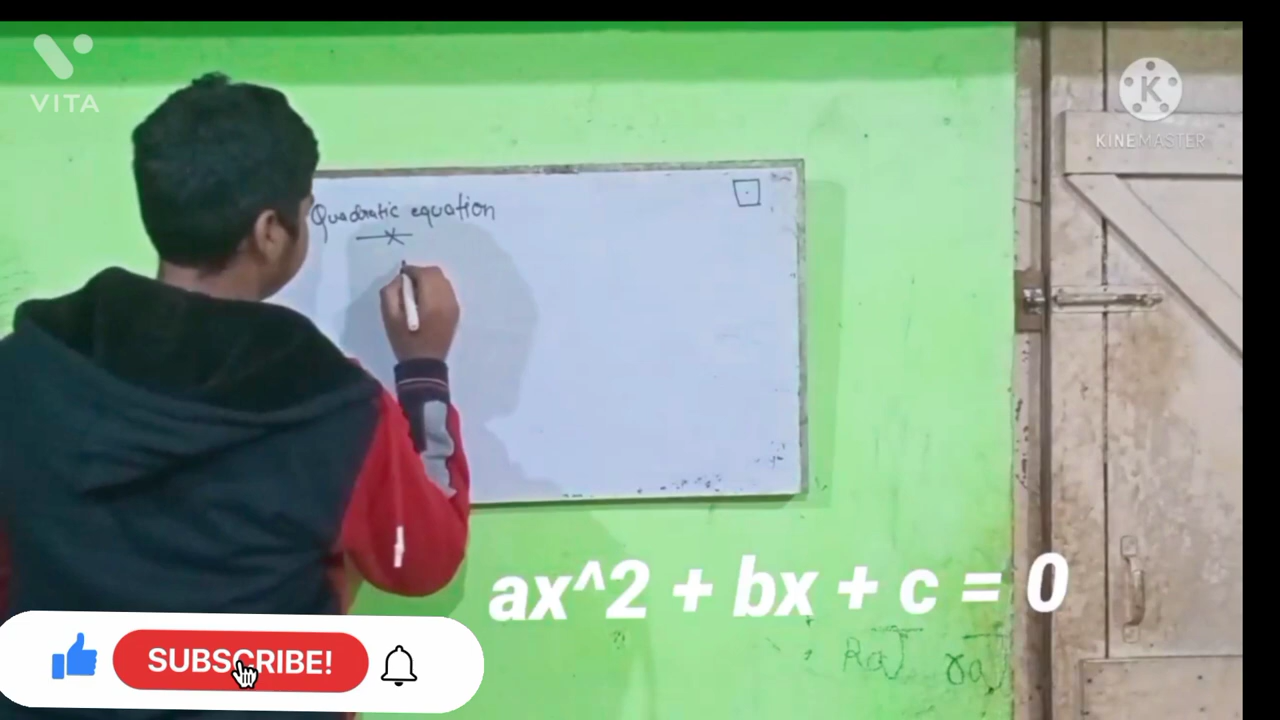 VITA
KINEMASTER
Quadratic equation
ax^2 + bx + c = 0
SUBSCRIBE!
Raj raj